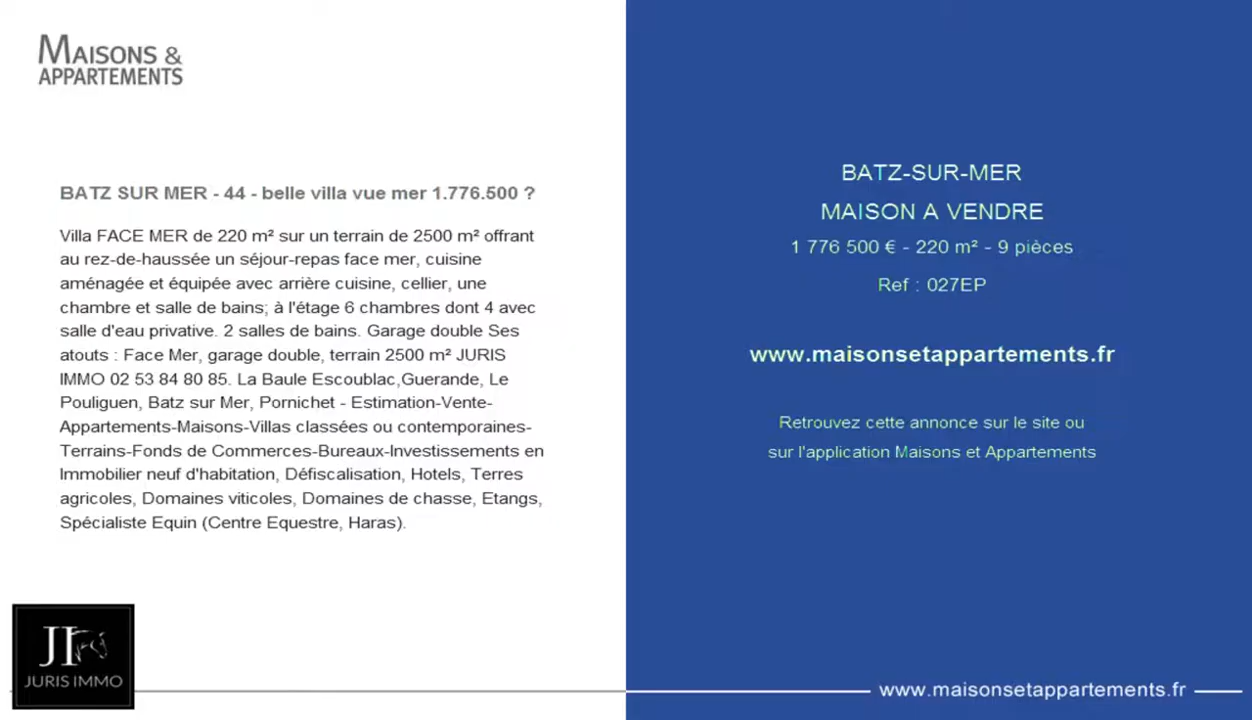 MAISONS &
APPARTEMENTS
BATZ SUR MER - 44 - belle villa vue mer 1.776.500 ?
Villa FACE MER de 220 m² sur un terrain de 2500 m² offrant
au rez-de-haussée un séjour-repas face mer, cuisine
aménagée et équipée avec arrière cuisine, cellier, une
chambre et salle de bains; à l'étage 6 chambres dont 4 avec
salle d'eau privative. 2 salles de bains. Garage double Ses
atouts : Face Mer, garage double, terrain 2500 m² JURIS
IMMO 02 53 84 80 85. La Baule Escoublac,Guerande, Le
Pouliguen, Batz sur Mer, Pornichet - Estimation-Vente-
Appartements-Maisons-Villas classées ou contemporaines-
Terrains-Fonds de Commerces-Bureaux-Investissements en
Immobilier neuf d'habitation, Défiscalisation, Hotels, Terres
agricoles, Domaines viticoles, Domaines de chasse, Etangs,
Spécialiste Equin (Centre Equestre, Haras).
JI
JURIS IMMO
BATZ-SUR-MER
MAISON A VENDRE
1 776 500 € - 220 m² - 9 pièces
Ref : 027EP
www.maisonsetappartements.fr
Retrouvez cette annonce sur le site ou
sur l'application Maisons et Appartements
www.maisonsetappartements.fr